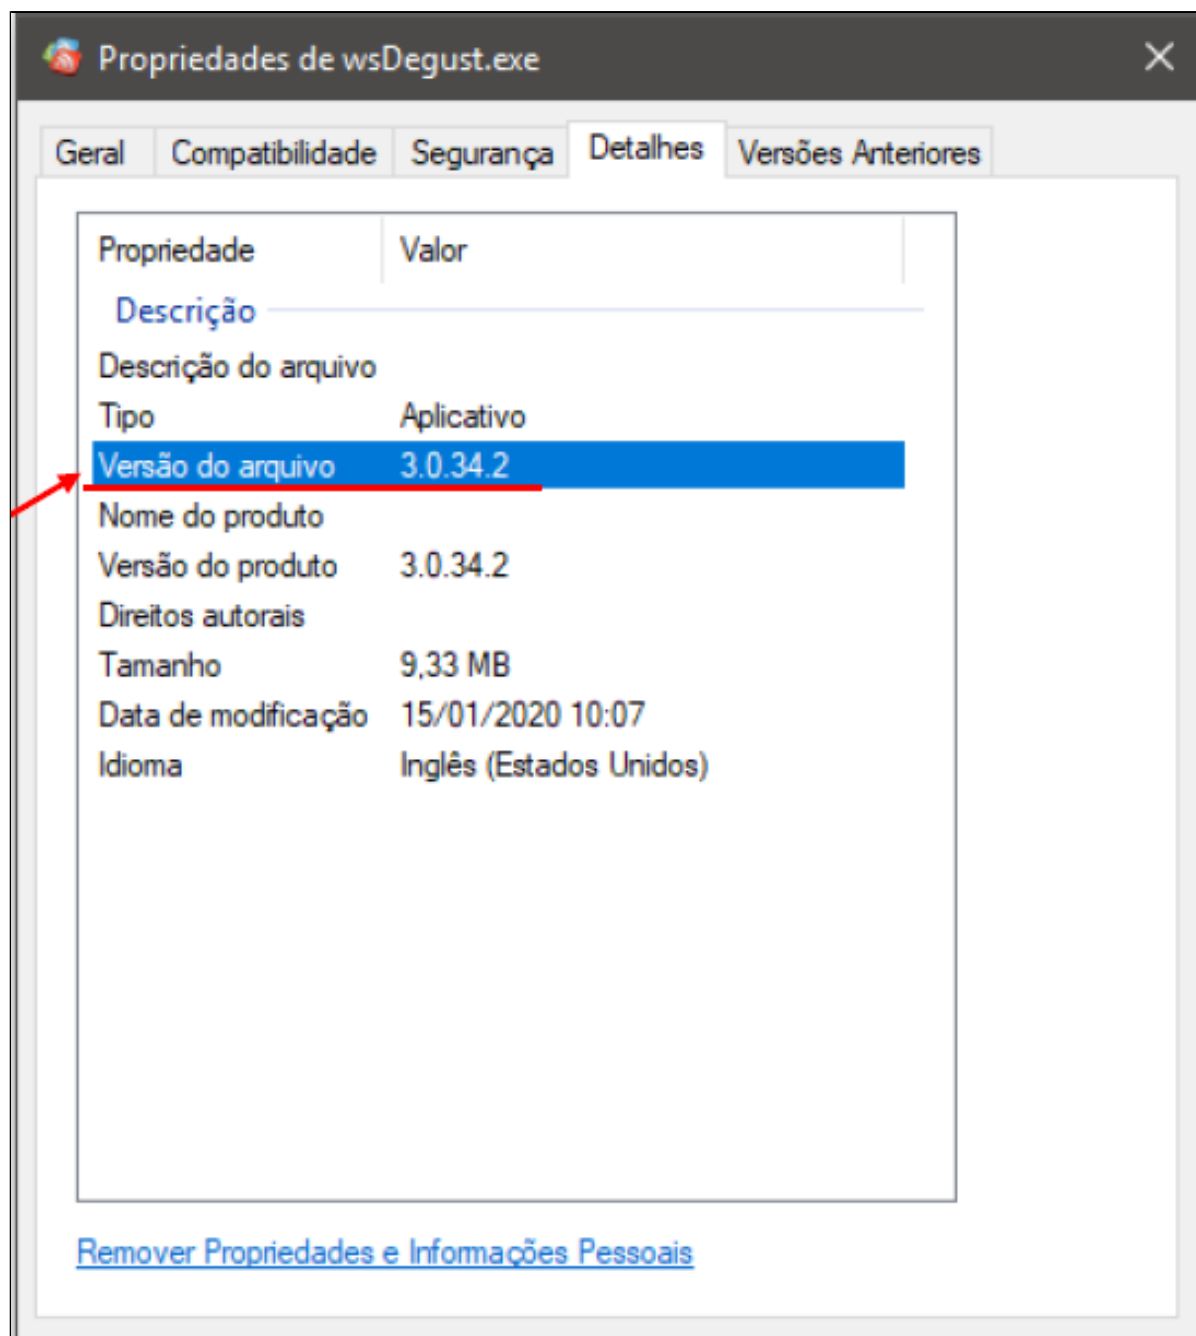 Propriedades de wsDegust.exe
Geral Compatibilidade Segurança Detalhes Versões Anteriores
Propriedade Valor
Descrição
Descrição do arquivo
Tipo Aplicativo
Versão do arquivo 3.0.34.2
Nome do produto
Versão do produto 3.0.34.2
Direitos autorais
Tamanho 9,33 MB
Data de modificação 15/01/2020 10:07
Idioma Inglês (Estados Unidos)
Remover Propriedades e Informações Pessoais